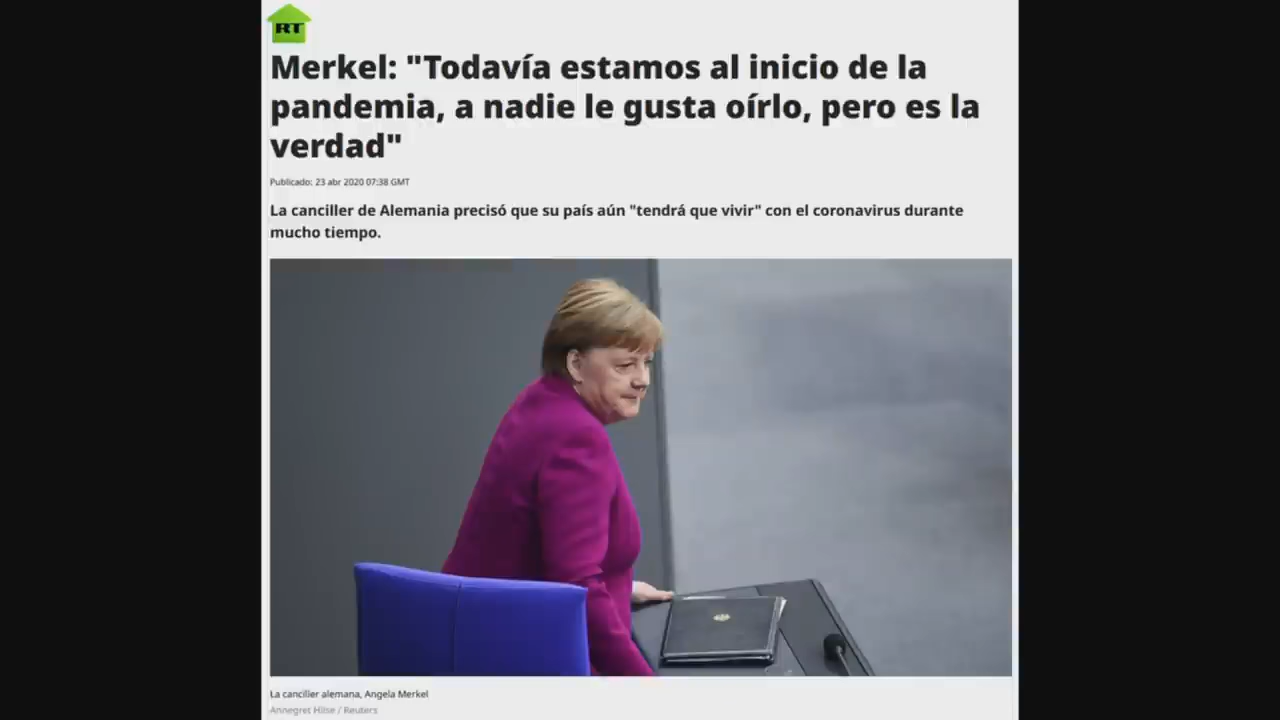 RT
Merkel: "Todavía estamos al inicio de la
pandemia, a nadie le gusta oírlo, pero es la
verdad"
Publicado: 23 abr 2020 07:38 GMT
La canciller de Alemania precisó que su país aún "tendrá que vivir" con el coronavirus durante
mucho tiempo.
La canciller alemana, Angela Merkel
Annegret Hilse / Reuters